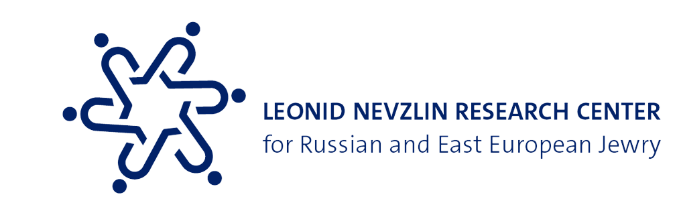 LEONID NEVZLIN RESEARCH CENTER
for Russian and East European Jewry